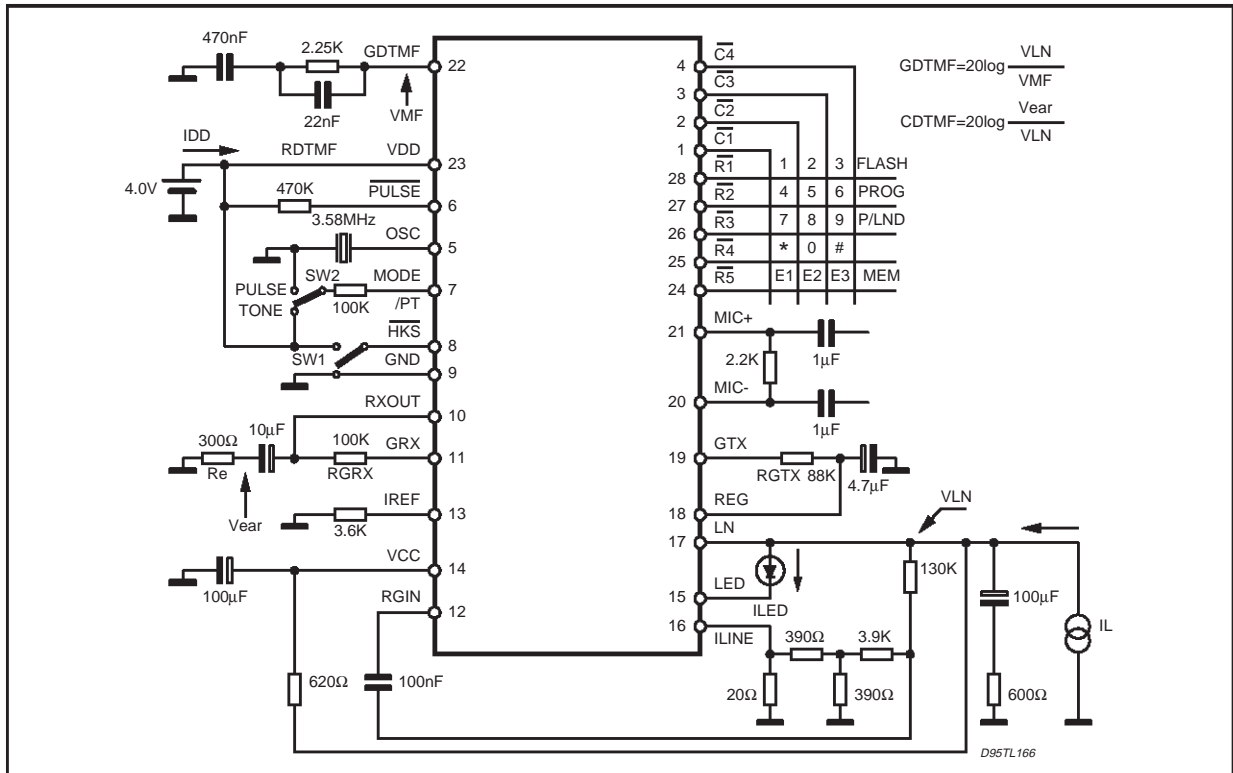 470nF
2.25K
GDTMF
22
22nF
VMF
IDD
RDTMF
VDD
23
4.0V
470K
PULSE
6
3.58MHz
OSC
5
SW2
MODE
7
PULSE
TONE
100K
/PT
HKS
8
SW1
GND
9
RXOUT
10
10µF
300Ω
Re
100K
GRX
11
RGRX
Vear
IREF
13
3.6K
VCC
14
100µF
RGIN
12
620Ω
100nF
4
C4
3
C3
2
C2
1
C1
28
R1
27
R2
26
R3
25
R4
24
R5
1 2 3 FLASH
4 5 6 PROG
7 8 9 P/LND
* 0 #
E1 E2 E3 MEM
GDTMF=20log VLN
VMF
CDTMF=20log Vear
VLN
21
MIC+
2.2K
1µF
20
MIC-
1µF
19
GTX
RGTX 88K
4.7µF
18
REG
17
LN
VLN
15
LED
ILED
16
ILINE
130K
100µF
IL
390Ω
3.9K
20Ω
390Ω
600Ω
D95TL166